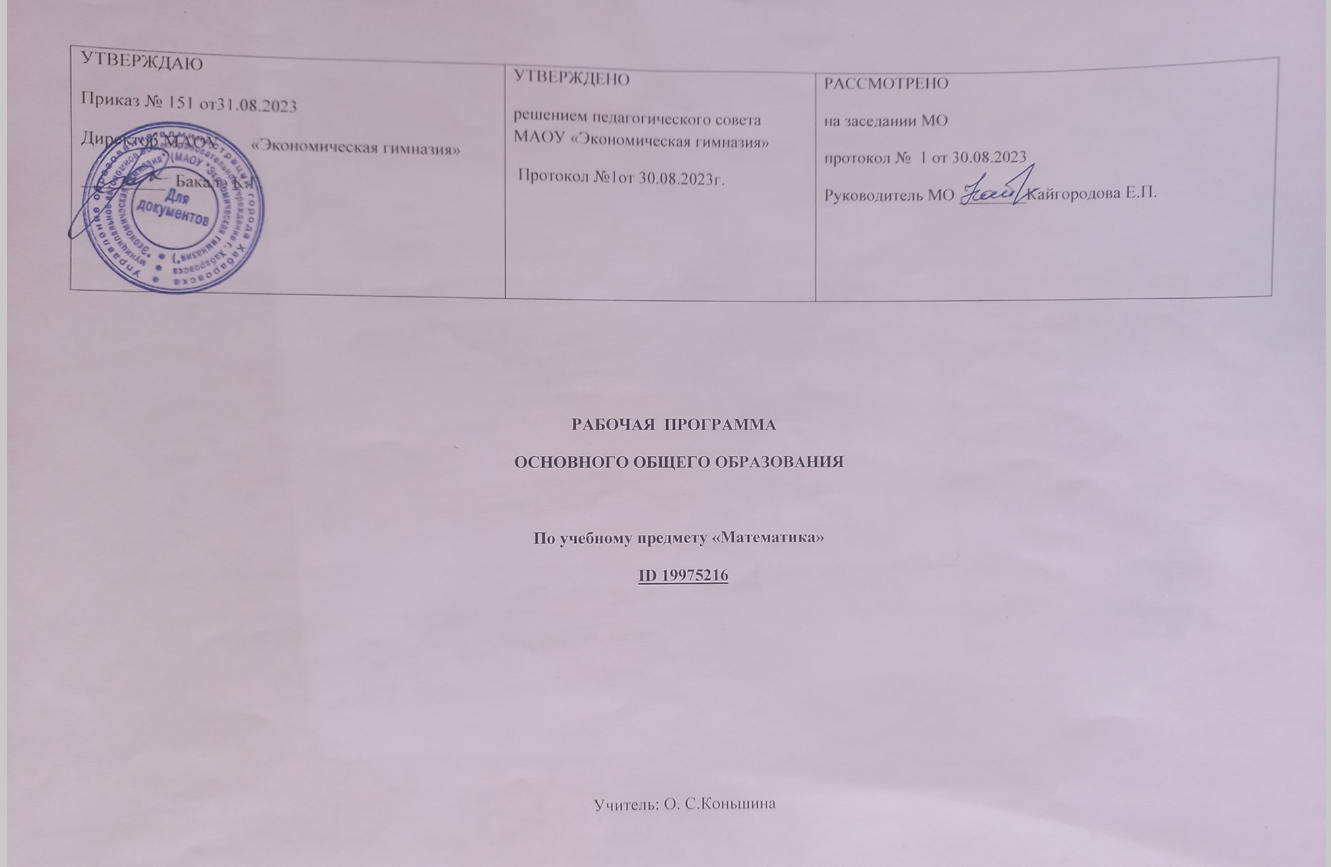 УТВЕРЖДАЮ
Приказ № 151 от31.08.2023
Директор МАОУ «Экономическая гимназия»
Для
документов
УТВЕРЖДЕНО
решением педагогического совета
МАОУ «Экономическая гимназия»
Протокол №1от 30.08.2023г.
РАССМОТРЕНО
на заседании МО
протокол № 1 от 30.08.2023
Руководитель МО Кайгородова Е.П.
РАБОЧАЯ ПРОГРАММА
ОСНОВНОГО ОБЩЕГО ОБРАЗОВАНИЯ
По учебному предмету «Математика»
ID 19975216
Учитель: О. С.Коньшина